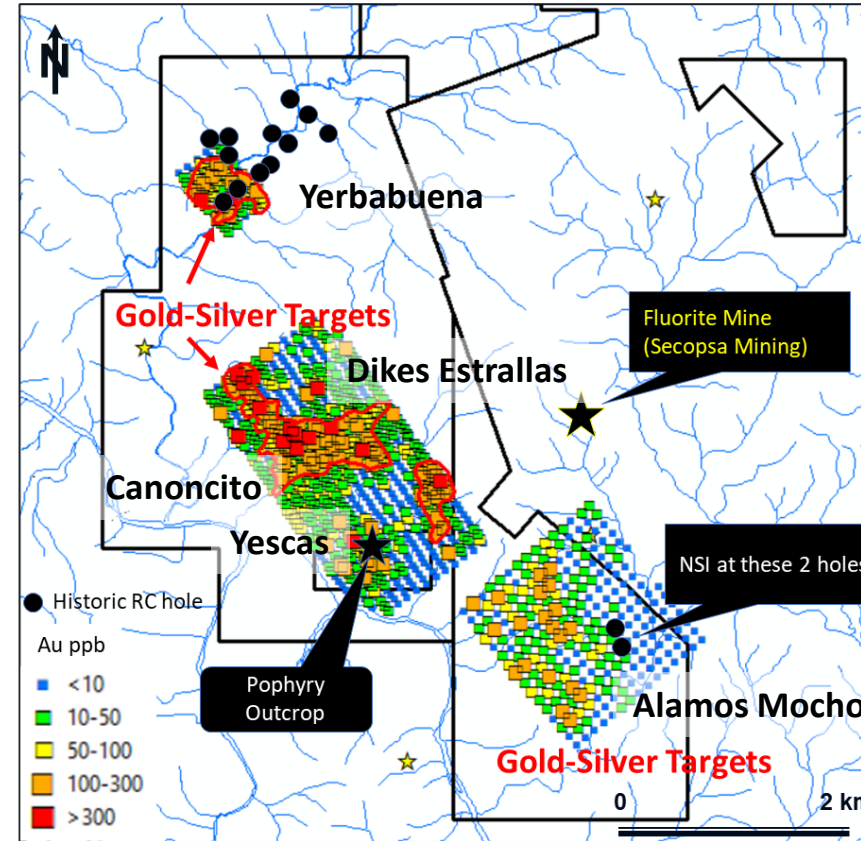 N
Yerbabuena
Gold-Silver Targets
Fluorite Mine
(Secopsa Mining)
Dikes Estrallas
Canoncito
Yescas
NSI at these 2 holes
Historic RC hole
Au ppb
<10
10-50
50-100
100-300
>300
Pophyry
Outcrop
Alamos Mocho
Gold-Silver Targets
0 2 km